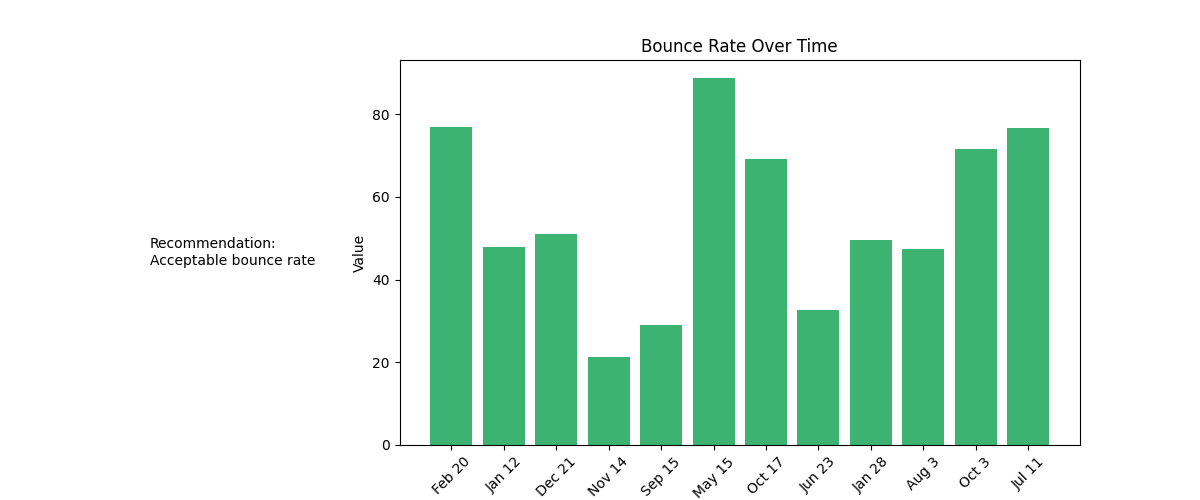 Bounce Rate Over Time
Recommendation:
Acceptable bounce rate
Value
80
60
40
20
0
Feb 20
Jan 12
Dec 21
Nov 14
Sep 15
May 15
Oct 17
Jun 23
Jan 28
Aug 3
Oct 3
Jul 11